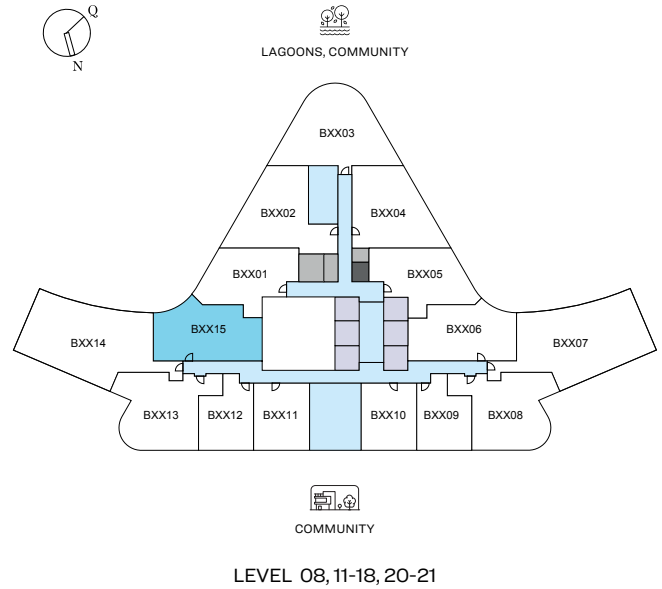 Q
N
LAGOONS, COMMUNITY
BXX03
BXX02
BXX04
BXX01
BXX05
BXX14
BXX15
BXX06
BXX07
BXX13
BXX12
BXX11
BXX10
BXX09
BXX08
COMMUNITY
LEVEL 08, 11-18, 20-21